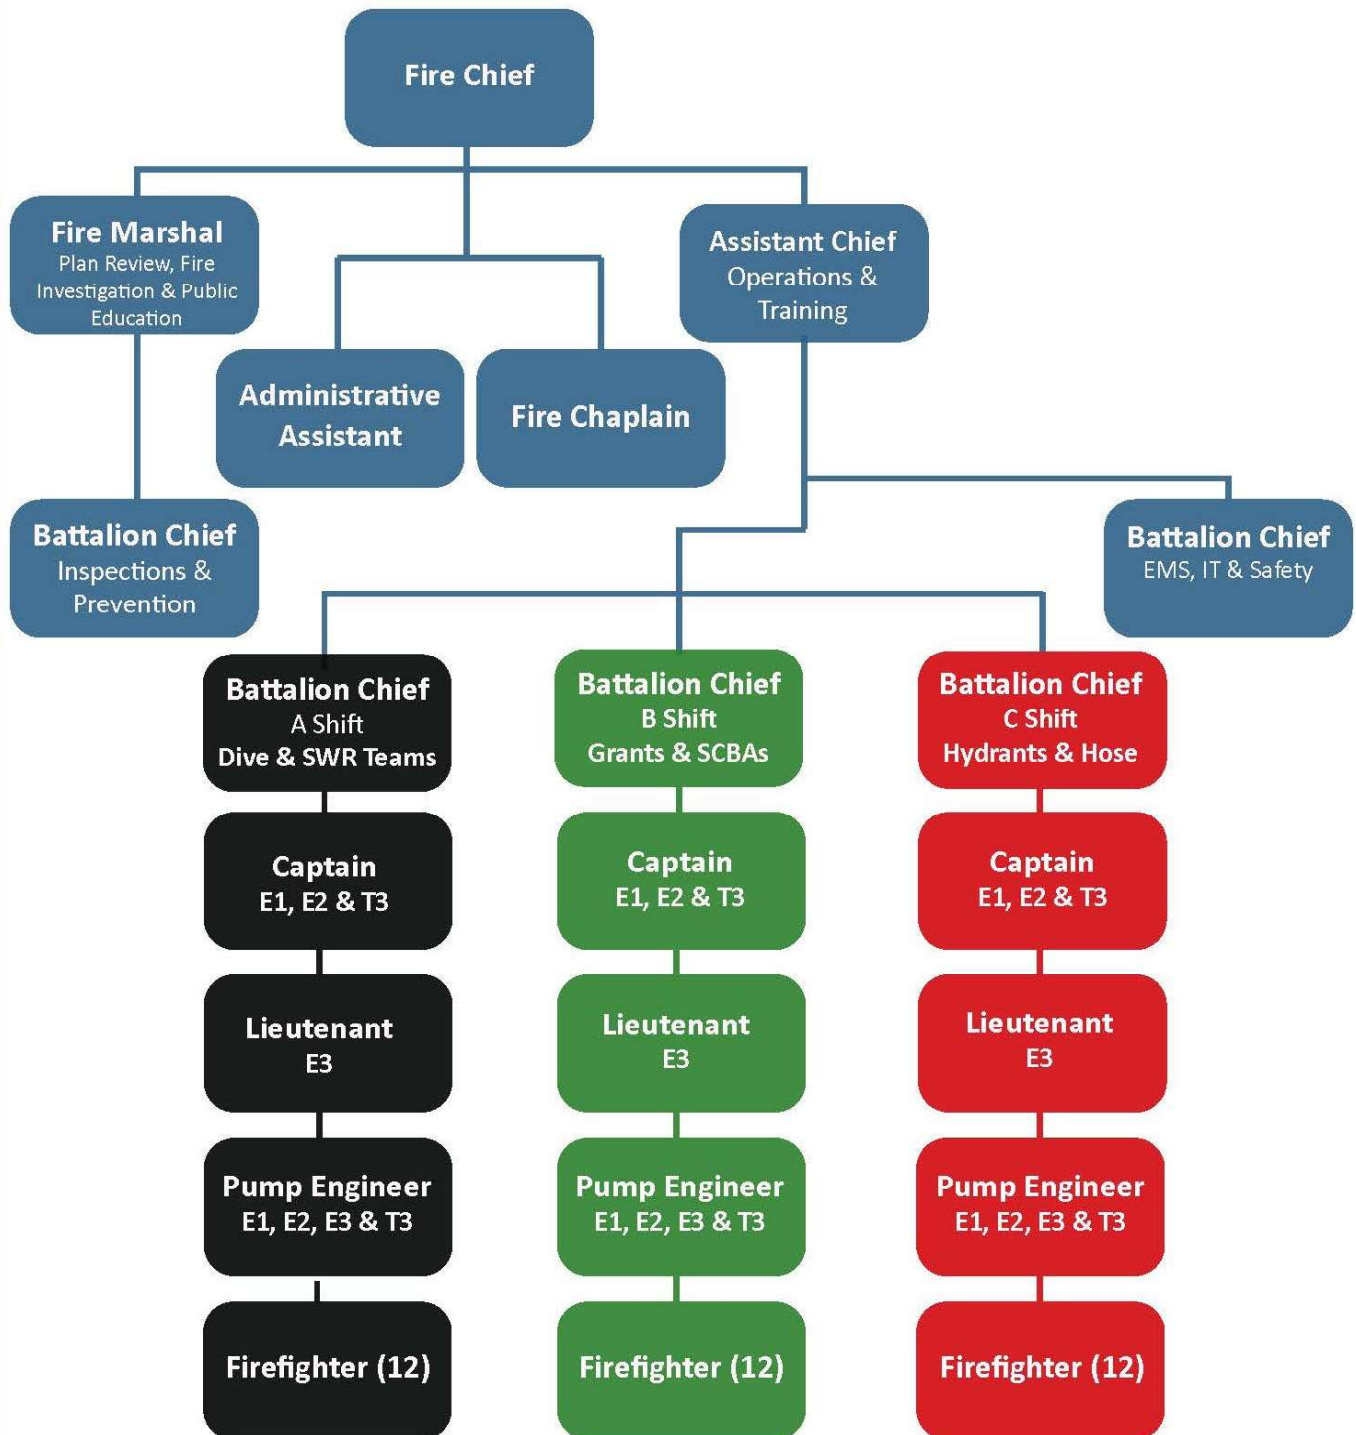 Fire Chief
Fire Marshal
Plan Review, Fire
Investigation & Public
Education
Assistant Chief
Operations &
Training
Administrative
Assistant
Fire Chaplain
Battalion Chief
Inspections &
Prevention
Battalion Chief
EMS, IT & Safety
Battalion Chief
A Shift
Dive & SWR Teams
Battalion Chief
B Shift
Grants & SCBAs
Battalion Chief
C Shift
Hydrants & Hose
Captain
E1, E2 & T3
Captain
E1, E2 & T3
Captain
E1, E2 & T3
Lieutenant
E3
Lieutenant
E3
Lieutenant
E3
Pump Engineer
E1, E2, E3 & T3
Pump Engineer
E1, E2, E3 & T3
Pump Engineer
E1, E2, E3 & T3
Firefighter (12)
Firefighter (12)
Firefighter (12)